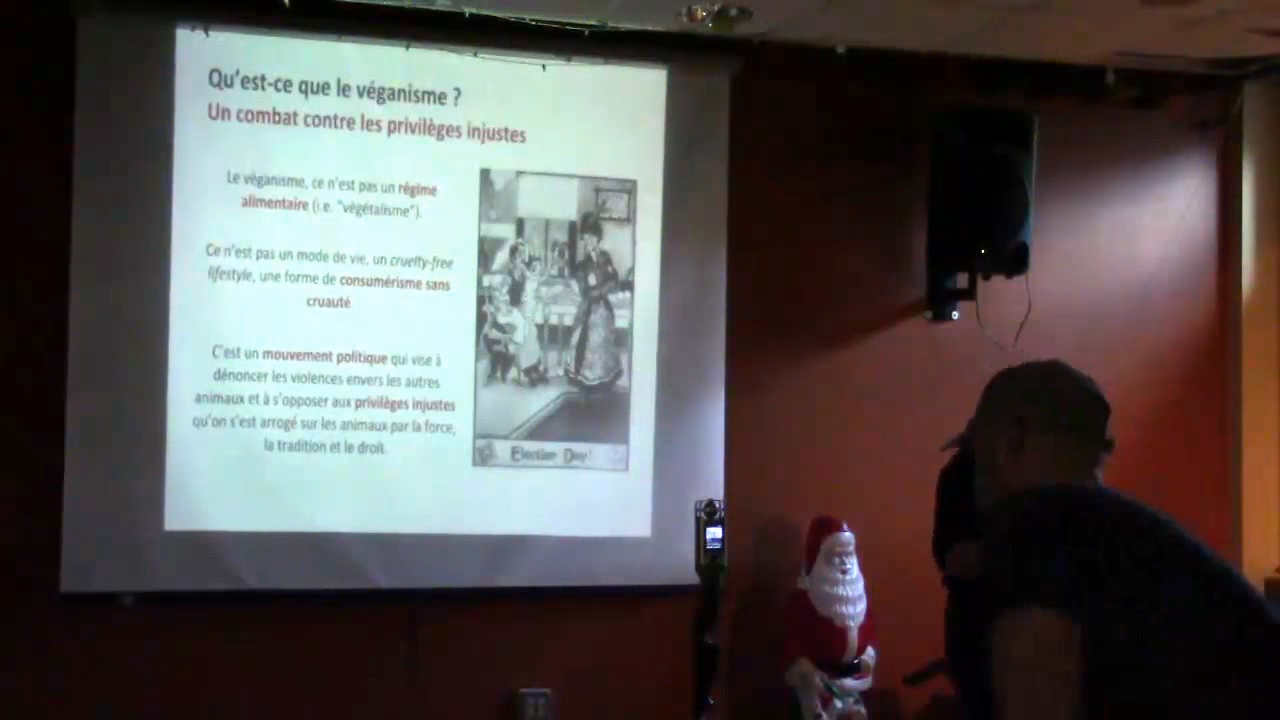 Qu'est-ce que le véganisme ?
Un combat contre les privilèges injustes
Le véganisme, ce n'est pas un régime
alimentaire (i.e. "végétalisme").
Ce n'est pas un mode de vie, un cruelty-free
lifestyle, une forme de consumérisme sans
cruauté
C'est un mouvement politique qui vise à
dénoncer les violences envers les autres
animaux et à s'opposer aux privilèges injustes
qu'on s'est arrogé sur les animaux par la force,
la tradition et le droit.
Election Day!